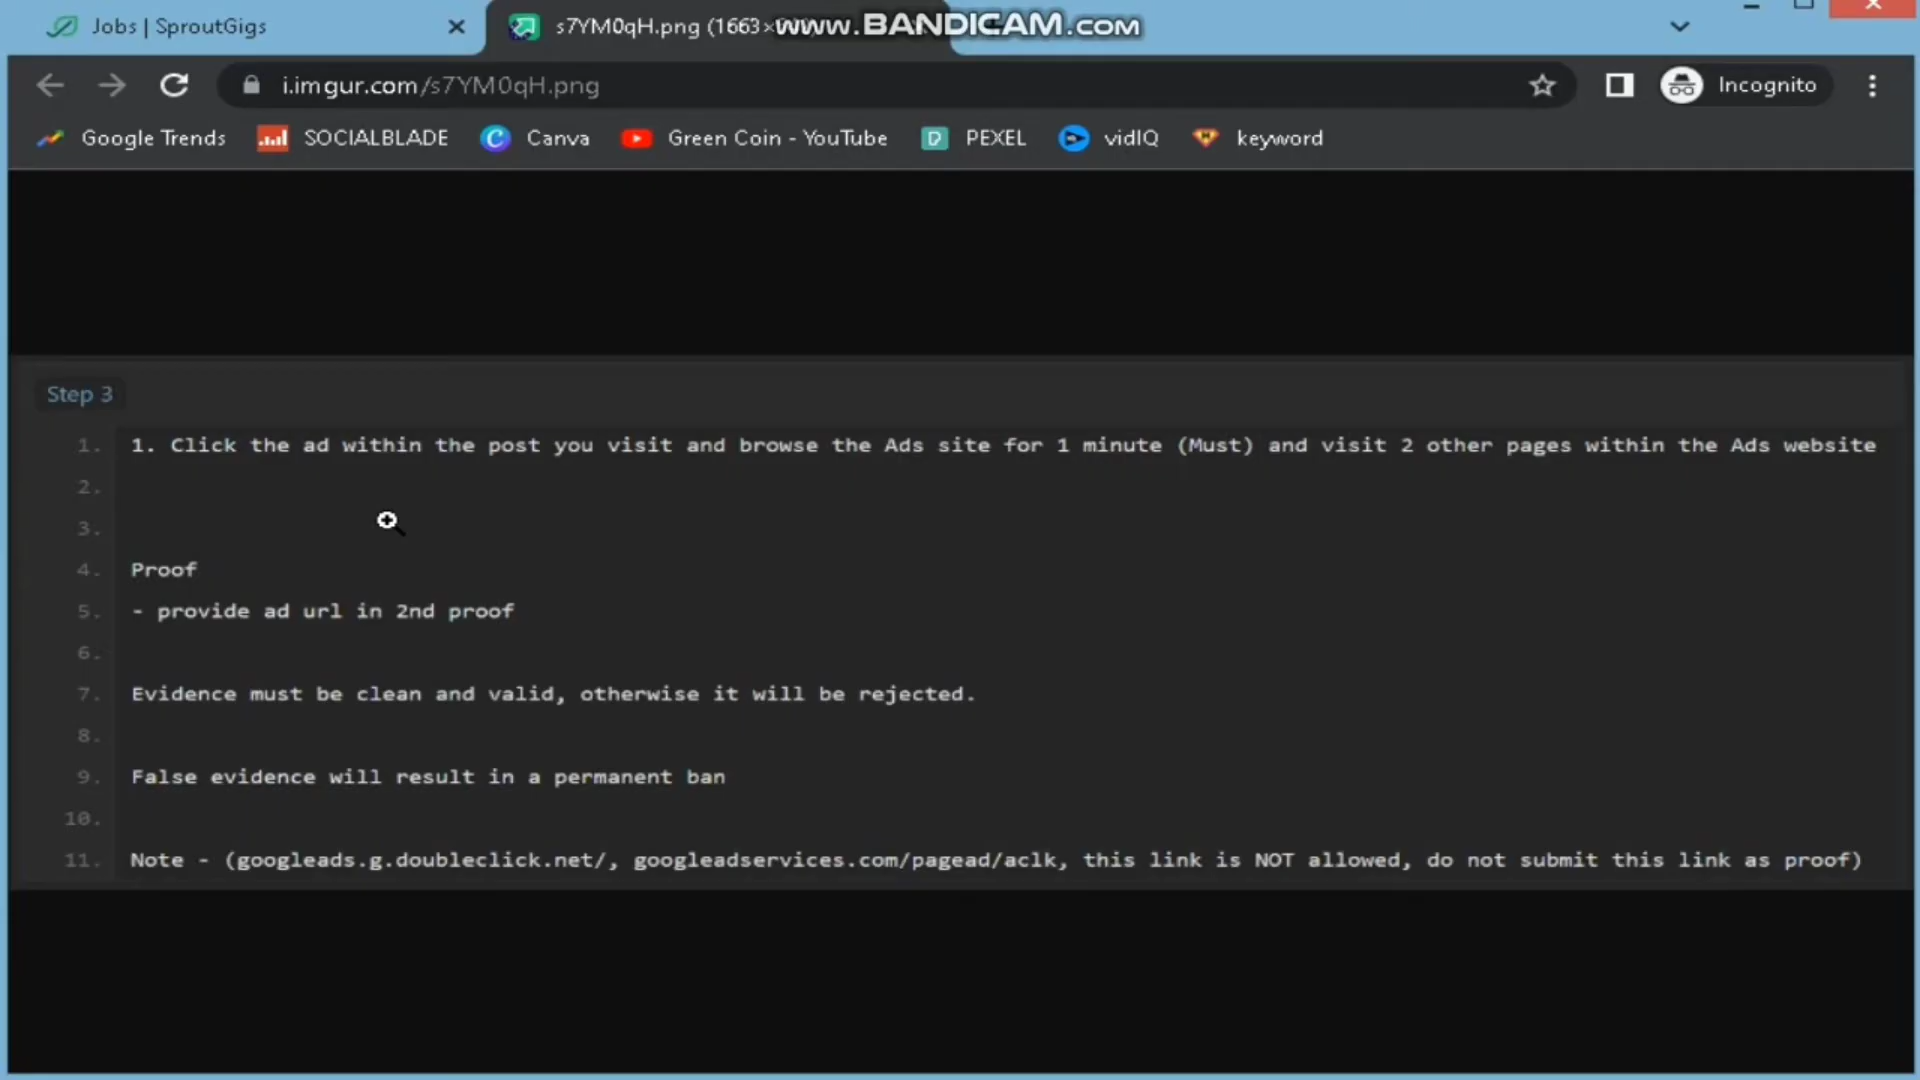 Jobs | SproutGigs
s7YM0qH.png (1663×
www.BANDICAM.com
i.imgur.com/s7YM0qH.png
Incognito
Google Trends
SOCIALBLADE
Canva
Green Coin - YouTube
PEXEL
vidIQ
keyword
Step 3
1. 1. Click the ad within the post you visit and browse the Ads site for 1 minute (Must) and visit 2 other pages within the Ads website
2.
3.
4. Proof
5. - provide ad url in 2nd proof
6.
7. Evidence must be clean and valid, otherwise it will be rejected.
8.
9. False evidence will result in a permanent ban
10.
11. Note - (googleads.g.doubleclick.net/, googleadservices.com/pagead/aclk, this link is NOT allowed, do not submit this link as proof)